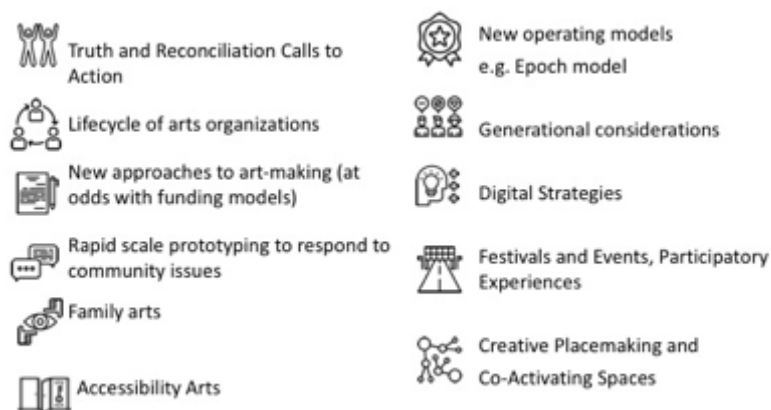 Truth and Reconciliation Calls to
Action
Lifecycle of arts organizations
New approaches to art-making (at
odds with funding models)
Rapid scale prototyping to respond to
community issues
Family arts
Accessibility Arts
New operating models
e.g. Epoch model
Generational considerations
Digital Strategies
Festivals and Events, Participatory
Experiences
Creative Placemaking and
Co-Activating Spaces